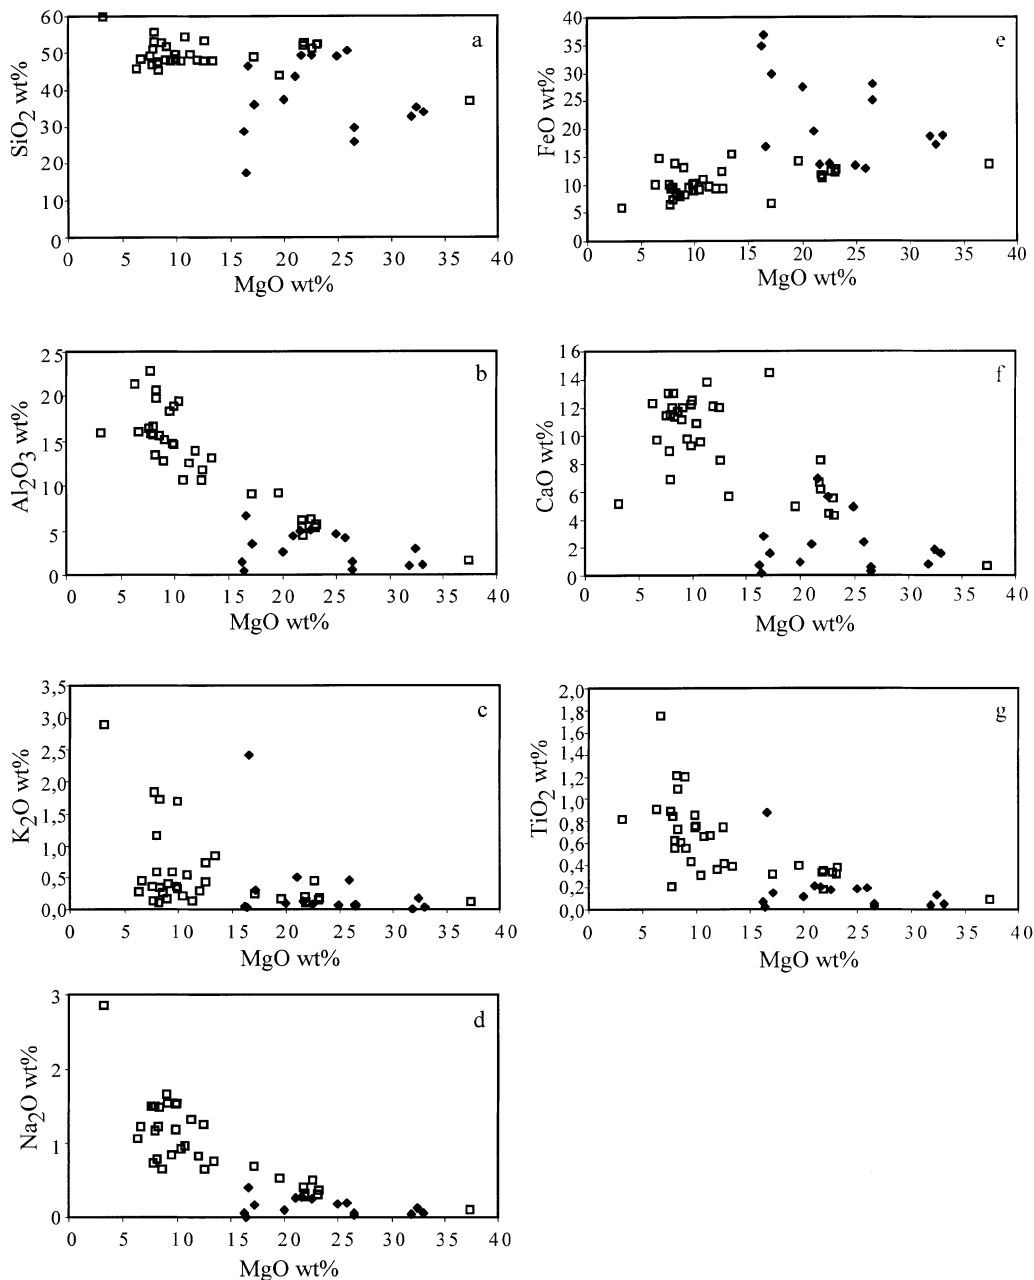 a
SiO2 wt%
60
50
40
30
20
10
0
0 5 10 15 20 25 30 35 40
MgO wt%
e
FeO wt%
40
35
30
25
20
15
10
5
0
0 5 10 15 20 25 30 35 40
MgO wt%
b
Al2O3 wt%
25
20
15
10
5
0
0 5 10 15 20 25 30 35 40
MgO wt%
f
CaO wt%
16
14
12
10
8
6
4
2
0
0 5 10 15 20 25 30 35 40
MgO wt%
c
K2O wt%
3,5
3,0
2,5
2,0
1,5
1,0
0,5
0,0
0 5 10 15 20 25 30 35 40
MgO wt%
g
TiO2 wt%
2,0
1,8
1,6
1,4
1,2
1,0
0,8
0,6
0,4
0,2
0,0
0 5 10 15 20 25 30 35 40
MgO wt%
d
Na2O wt%
3
2
1
0
0 5 10 15 20 25 30 35 40
MgO wt%